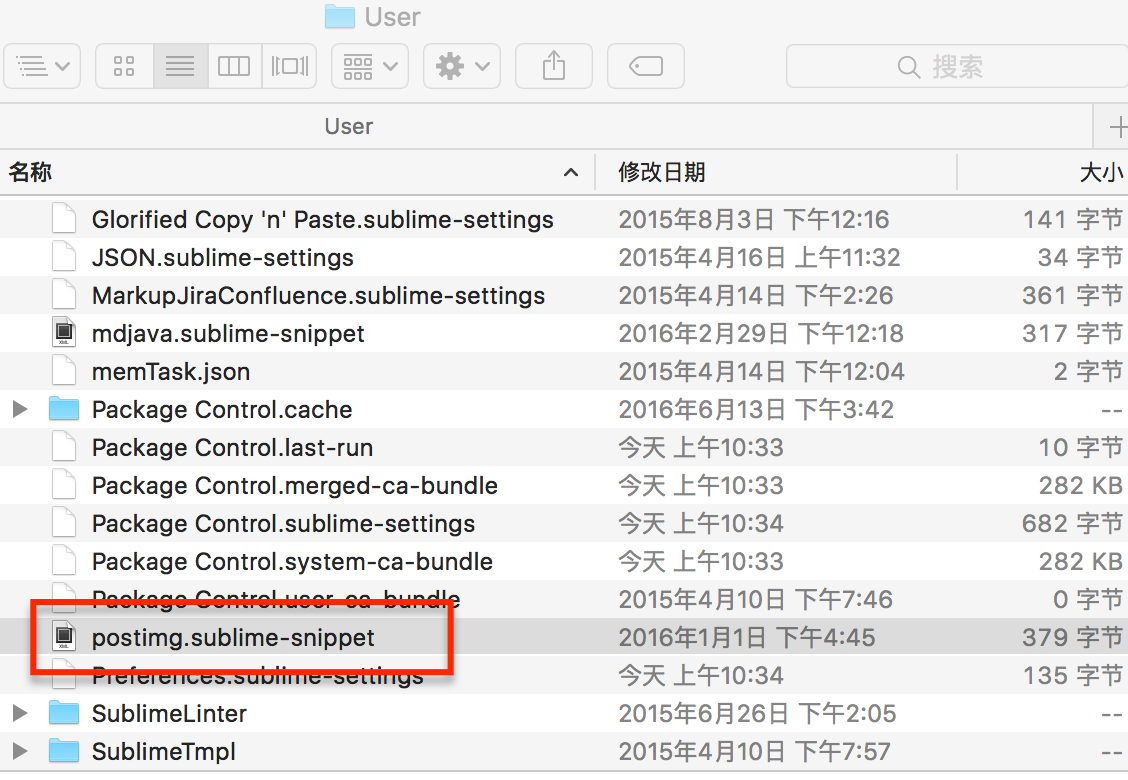 User
搜索
User
名称 修改日期 大小
Glorified Copy 'n' Paste.sublime-settings 2015年8月3日 下午12:16 141 字节
JSON.sublime-settings 2015年4月16日 上午11:32 34 字节
MarkupJiraConfluence.sublime-settings 2015年4月14日 下午2:26 361 字节
mdjava.sublime-snippet 2016年2月29日 下午12:18 317 字节
memTask.json 2015年4月14日 下午12:04 2 字节
Package Control.cache 2016年6月13日 下午3:42 --
Package Control.last-run 今天 上午10:33 10 字节
Package Control.merged-ca-bundle 今天 上午10:33 282 KB
Package Control.sublime-settings 今天 上午10:34 682 字节
Package Control.system-ca-bundle 今天 上午10:33 282 KB
Package Control.user-ca-bundle 2015年4月10日 下午7:46 0 字节
postimg.sublime-snippet 2016年1月1日 下午4:45 379 字节
Preferences.sublime-settings 今天 上午10:34 135 字节
SublimeLinter 2015年6月26日 下午2:05 --
SublimeTmpl 2015年4月10日 下午7:57 --